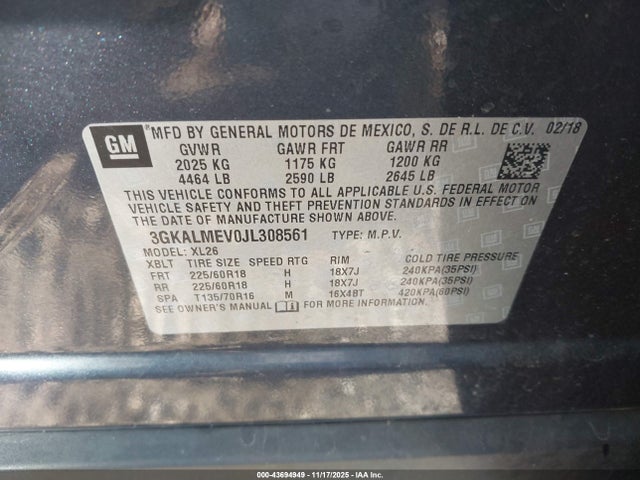 GM
®MFD BY GENERAL MOTORS DE MEXICO, S. DE R.L. DE C.V. 02/18
GVWR GAWR FRT GAWR RR
2025 KG 1175 KG 1200 KG
4464 LB 2590 LB 2645 LB
THIS VEHICLE CONFORMS TO ALL APPLICABLE U.S. FEDERAL MOTOR
VEHICLE SAFETY AND THEFT PREVENTION STANDARDS IN EFFECT ON
THE DATE OF MANUFACTURE SHOWN ABOVE.
3GKALMEV0JL308561 TYPE: M.P.V.
MODEL: XL26
XBLT TIRE SIZE SPEED RTG RIM COLD TIRE PRESSURE
FRT 225/60R18 H 18X7J 240KPA(35PSI)
RR 225/60R18 H 18X7J 240KPA(35PSI)
SPA T135/70R16 M 16X4BT 420KPA(60PSI)
SEE OWNER'S MANUAL FOR MORE INFORMATION.
000-43694949 - 11/17/2025 - IAA Inc.